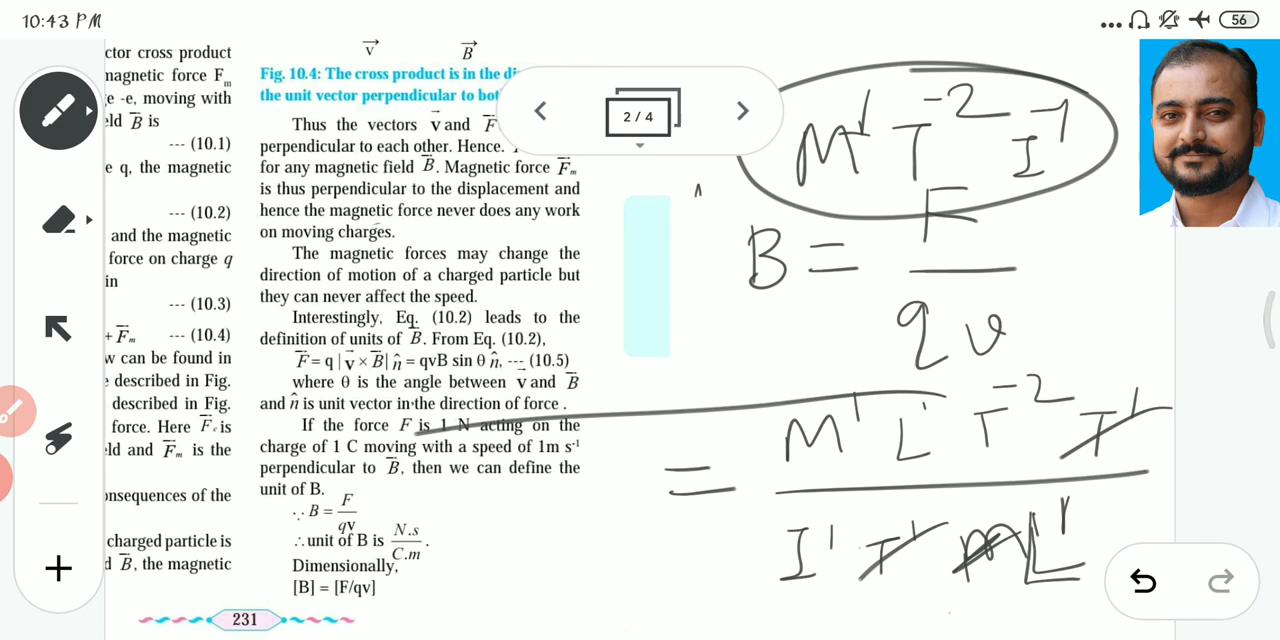 10:43 PM
56
ctor cross product
nagnetic force Fm
e -e, moving with
eld B is
--- (10.1)
e q, the magnetic
--- (10.2)
and the magnetic
force on charge q
in
--- (10.3)
+ Fm --- (10.4)
w can be found in
e described in Fig.
described in Fig.
force. Here Fe is
eld and Fm is the
onsequences of the
charged particle is
d B, the magnetic
v B
Fig. 10.4: The cross product is in the di
the unit vector perpendicular to bot
Thus the vectors v and F
perpendicular to each other. Hence.
for any magnetic field B. Magnetic force Fm
is thus perpendicular to the displacement and
hence the magnetic force never does any work
on moving charges.
The magnetic forces may change the
direction of motion of a charged particle but
they can never affect the speed.
Interestingly, Eq. (10.2) leads to the
definition of units of B. From Eq. (10.2),
F = q | v × B | n̂ = qvB sin θ n̂, --- (10.5)
where θ is the angle between v and B
and n̂ is unit vector in the direction of force .
If the force F is 1 N acting on the
charge of 1 C moving with a speed of 1m s⁻¹
perpendicular to B, then we can define the
unit of B.
∴ B = F/qv
∴ unit of B is N.s/C.m .
Dimensionally,
[B] = [F/qv]
231
2 / 4
M¹ T⁻² I⁻¹
B = F
q v
= M¹ L¹ T⁻² T¹
I¹ T¹ m L¹